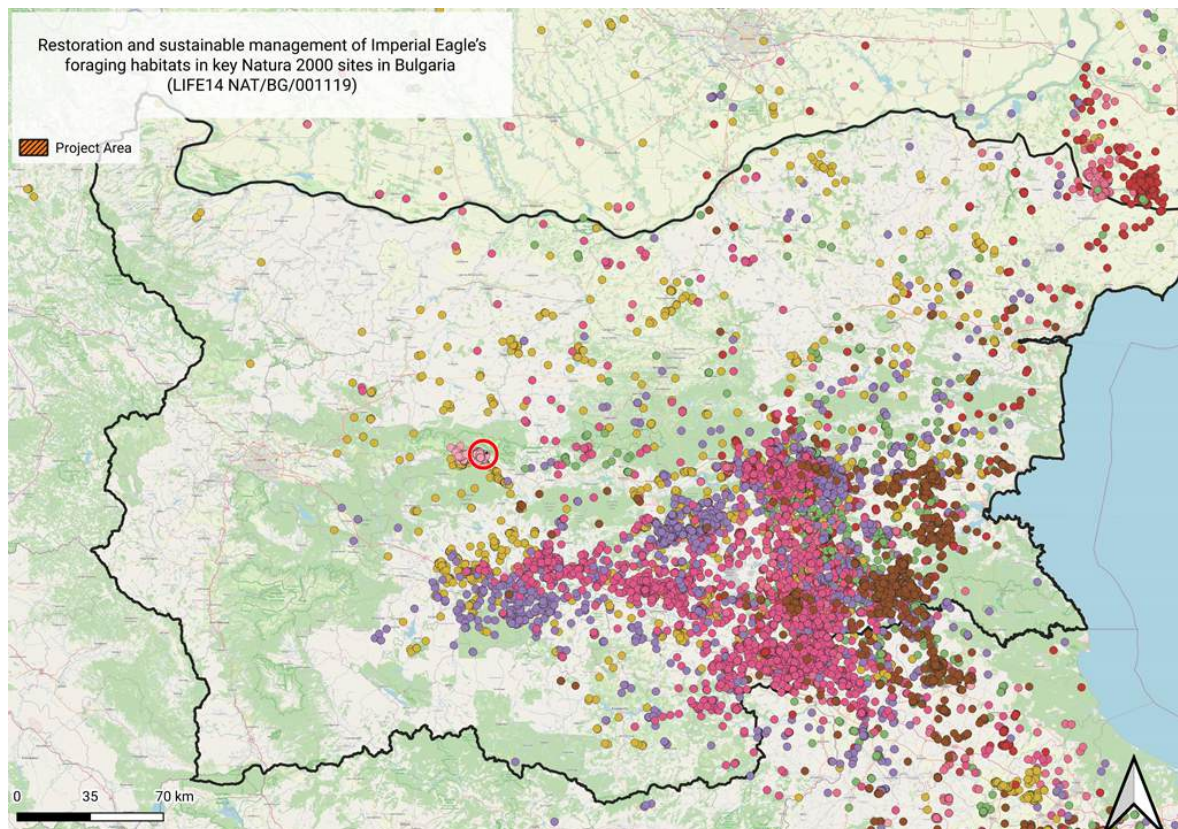 Restoration and sustainable management of Imperial Eagle's
foraging habitats in key Natura 2000 sites in Bulgaria
(LIFE14 NAT/BG/001119)
Project Area
0 35 70 km